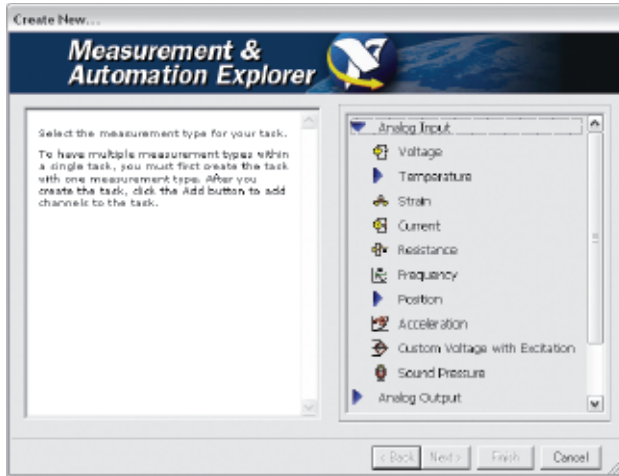 Create New...
Measurement &
Automation Explorer
Select the measurement type for your task.
To have multiple measurement types within
a single task, you must first create the task
with one measurement type. After you
create the task, click the Add button to add
channels to the task.
Analog Input
Voltage
Temperature
Strain
Current
Resistance
Frequency
Position
Acceleration
Custom Voltage with Excitation
Sound Pressure
Analog Output
< Back
Next >
Finish
Cancel